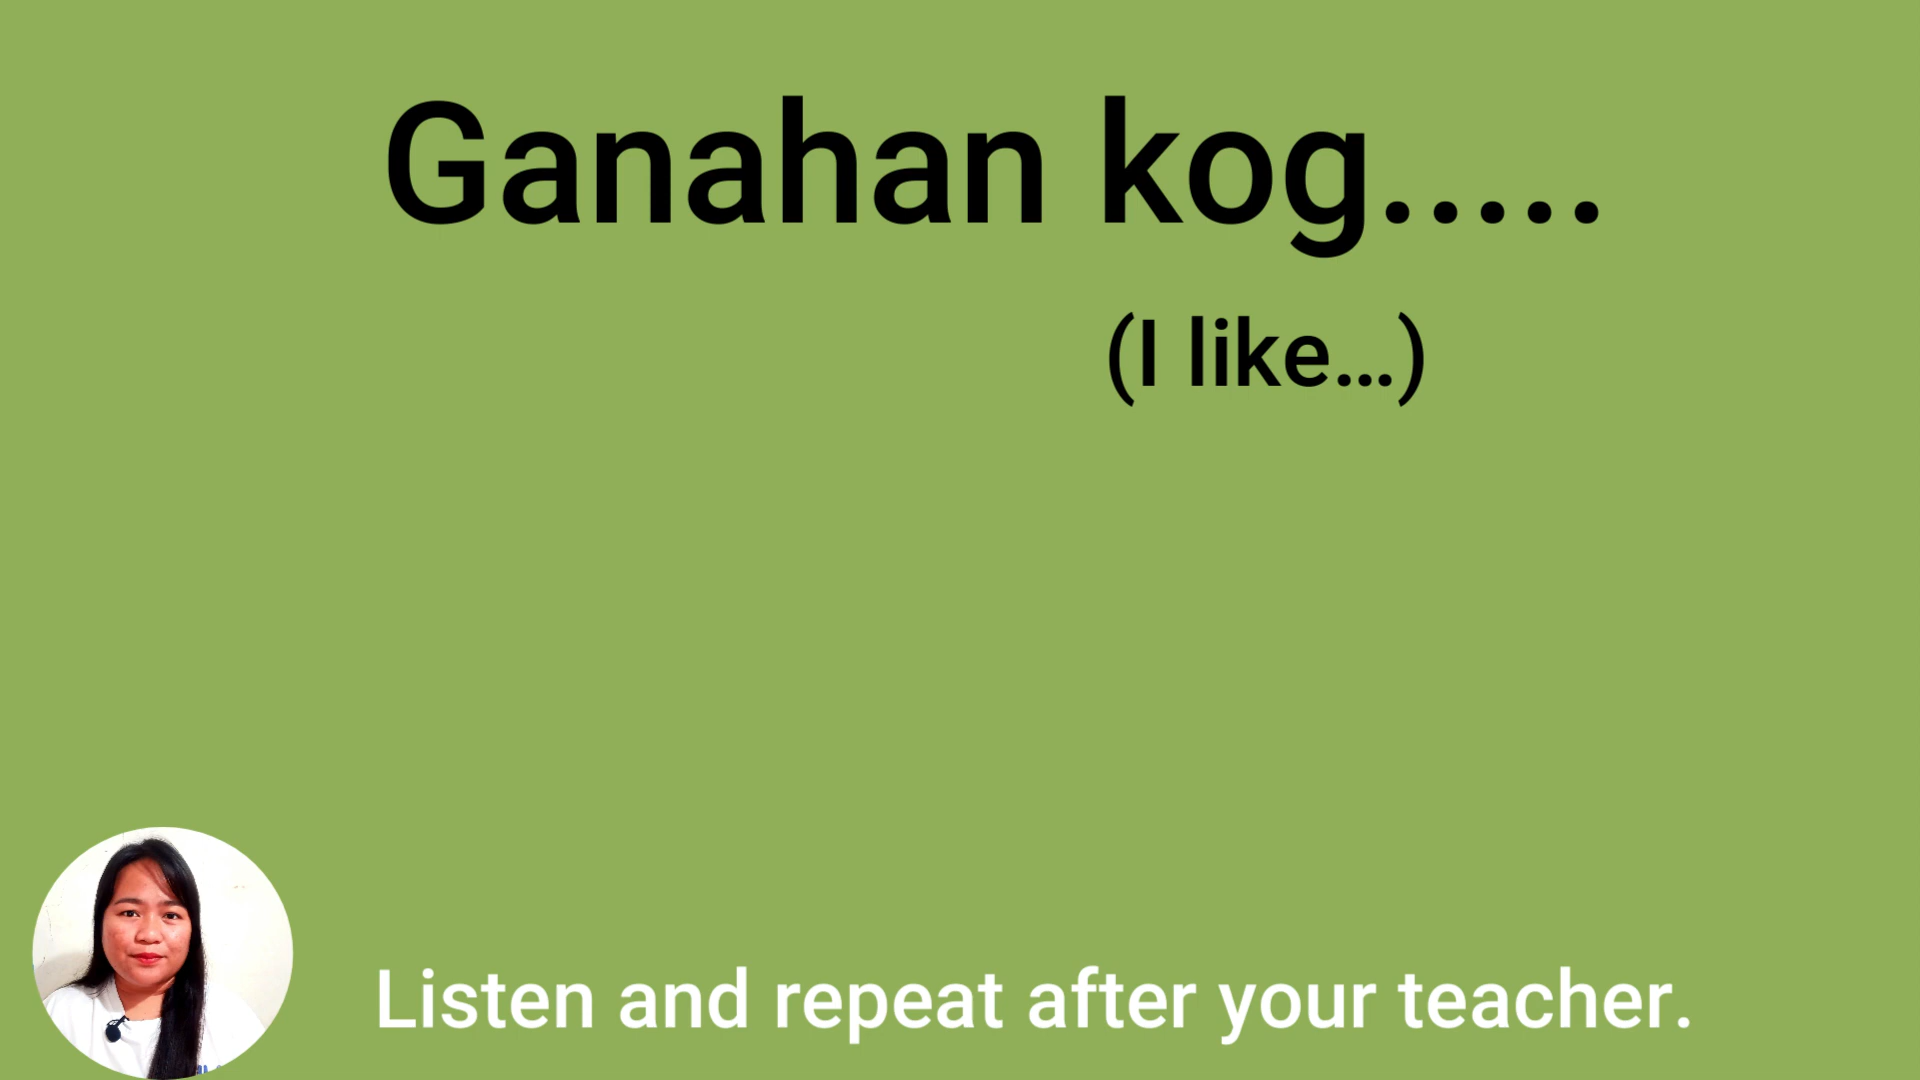 Ganahan kog.....
(I like...)
Listen and repeat after your teacher.